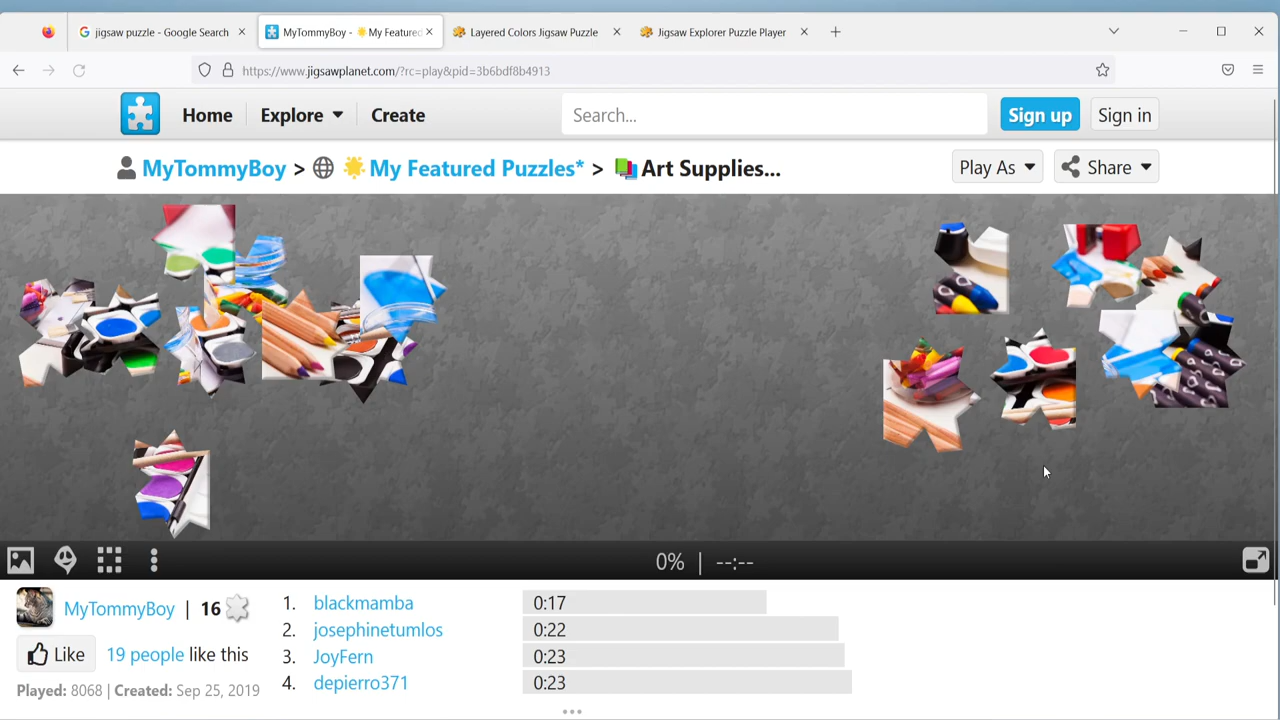 jigsaw puzzle - Google Search
MyTommyBoy - My Featured
Layered Colors Jigsaw Puzzle
Jigsaw Explorer Puzzle Player
https://www.jigsawplanet.com/?rc=play&pid=3b6bdf8b4913
Home Explore Create Search... Sign up Sign in
MyTommyBoy > My Featured Puzzles* > Art Supplies... Play As Share
0% | --:--
MyTommyBoy | 16
Like 19 people like this
Played: 8068 | Created: Sep 25, 2019
1. blackmamba 0:17
2. josephinetumlos 0:22
3. JoyFern 0:23
4. depierro371 0:23